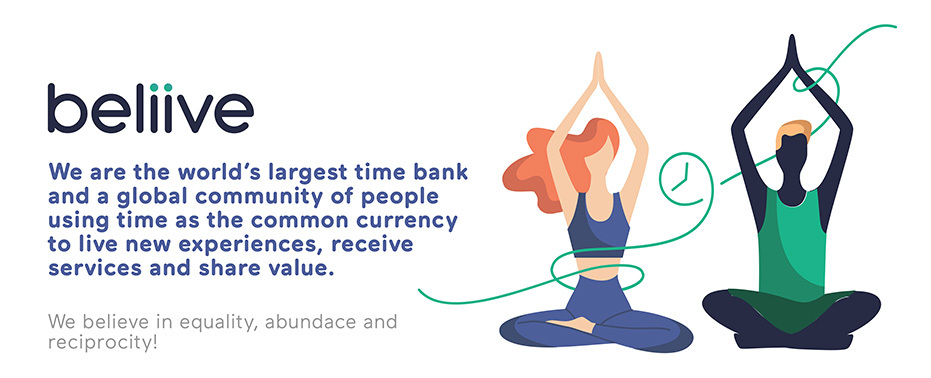 beliive
We are the world's largest time bank
and a global community of people
using time as the common currency
to live new experiences, receive
services and share value.
We believe in equality, abundace and
reciprocity!